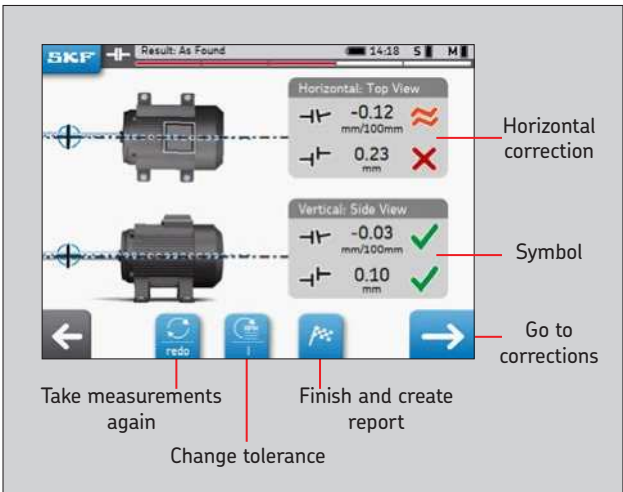 SKF Result: As Found 14:18 S M
Horizontal: Top View
-0.12
mm/100mm
0.23
mm
Horizontal
correction
Vertical: Side View
-0.03
mm/100mm
0.10
mm
Symbol
redo
RPM
I
Go to
corrections
Take measurements
again
Finish and create
report
Change tolerance